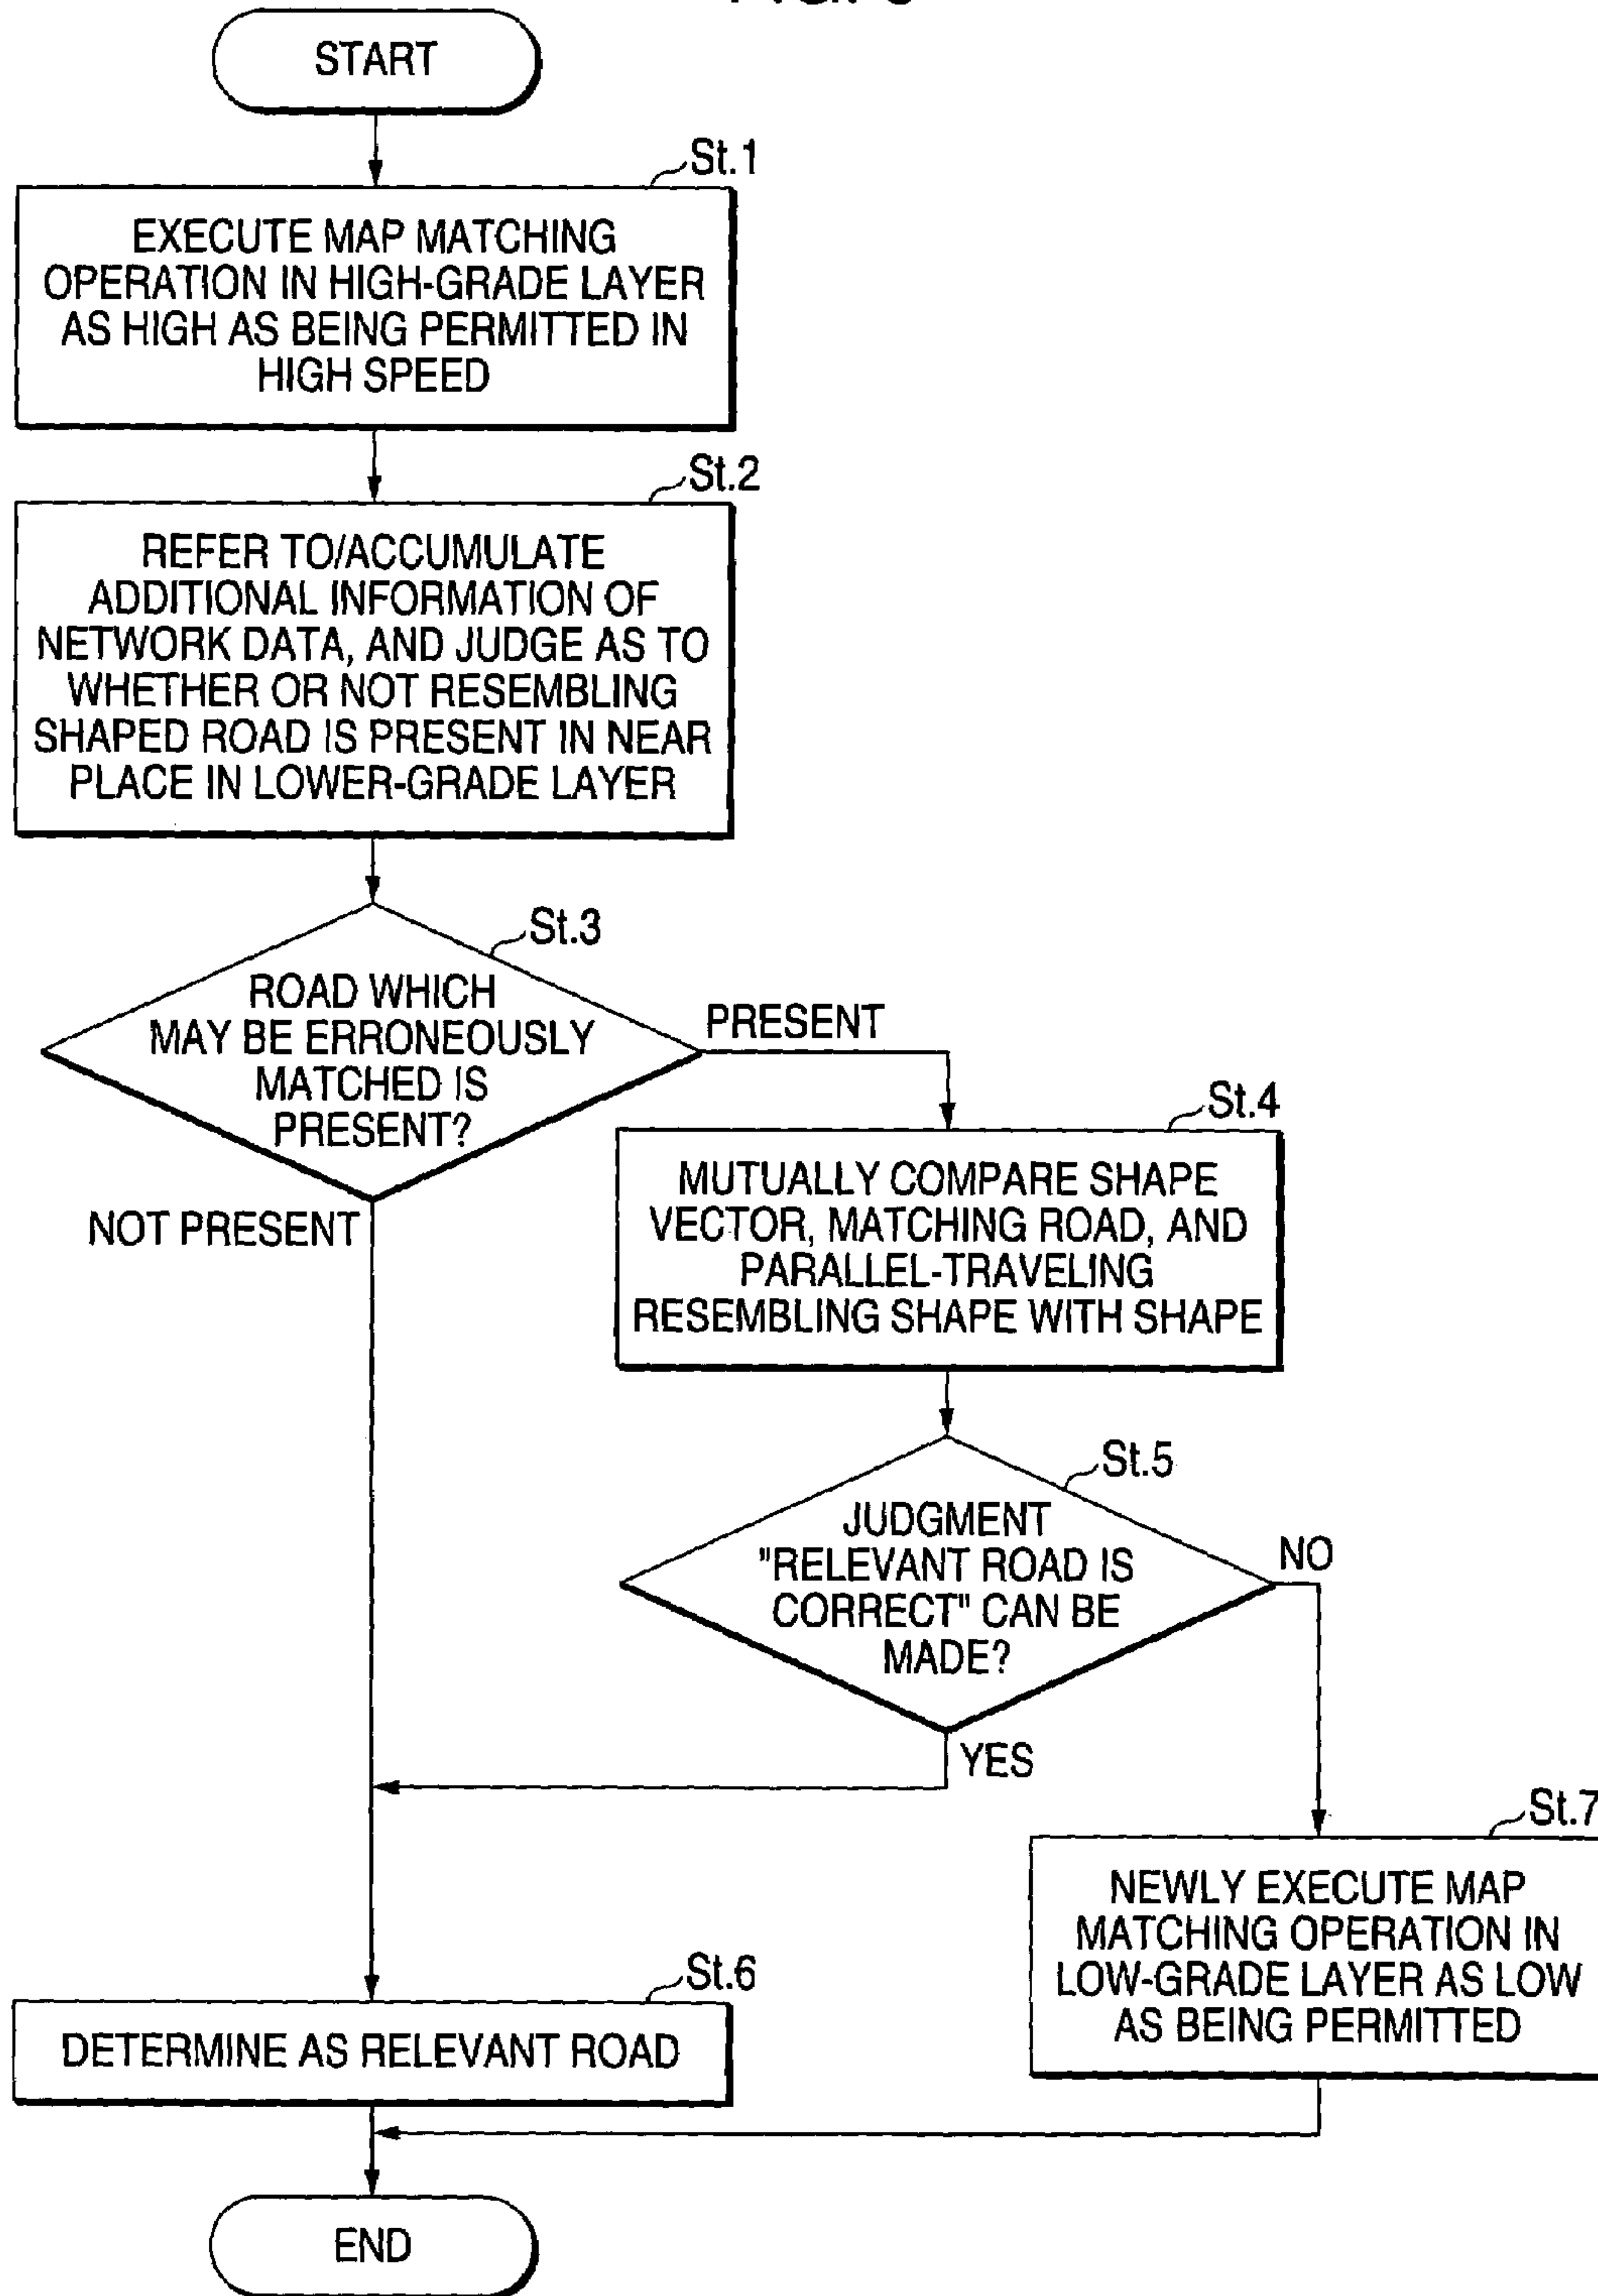 START
St.1
EXECUTE MAP MATCHING
OPERATION IN HIGH-GRADE LAYER
AS HIGH AS BEING PERMITTED IN
HIGH SPEED
St.2
REFER TO/ACCUMULATE
ADDITIONAL INFORMATION OF
NETWORK DATA, AND JUDGE AS TO
WHETHER OR NOT RESEMBLING
SHAPED ROAD IS PRESENT IN NEAR
PLACE IN LOWER-GRADE LAYER
St.3
ROAD WHICH
MAY BE ERRONEOUSLY
MATCHED IS
PRESENT?
PRESENT
NOT PRESENT
St.4
MUTUALLY COMPARE SHAPE
VECTOR, MATCHING ROAD, AND
PARALLEL-TRAVELING
RESEMBLING SHAPE WITH SHAPE
St.5
JUDGMENT
"RELEVANT ROAD IS
CORRECT" CAN BE
MADE?
NO
YES
St.7
NEWLY EXECUTE MAP
MATCHING OPERATION IN
LOW-GRADE LAYER AS LOW
AS BEING PERMITTED
St.6
DETERMINE AS RELEVANT ROAD
END